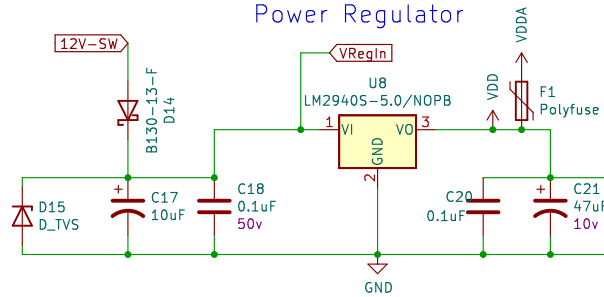 Power Regulator
12V-SW
VRegIn
VDDA
VDD
B130-13-F
D14
U8
LM2940S-5.0/NOPB
F1
Polyfuse
1
VI
VO
3
GND
2
D15
D_TVS
+
C17
10uF
C18
0.1uF
50v
C20
0.1uF
+
C21
47uF
10v
GND